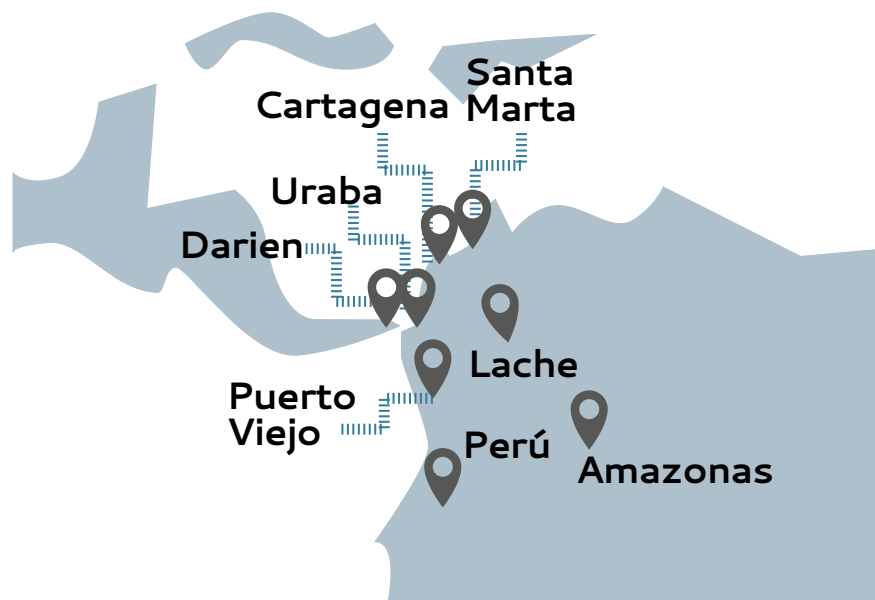 Santa
Marta
Cartagena
Uraba
Darien
Lache
Puerto
Viejo
Perú
Amazonas